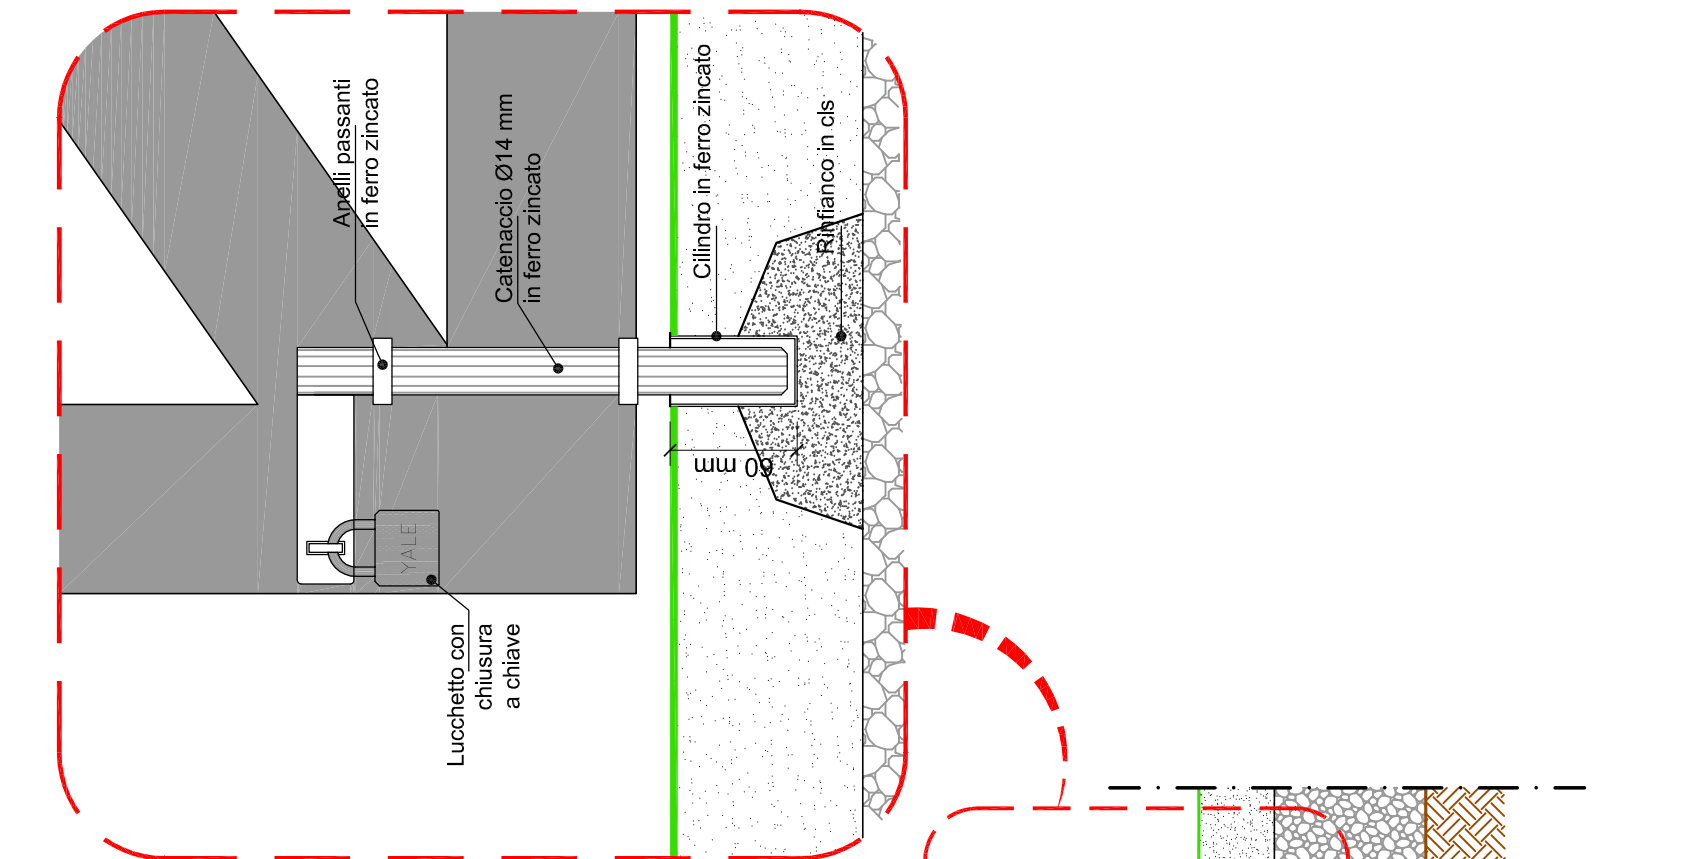 Anelli passanti
in ferro zincato
Catenaccio Ø14 mm
in ferro zincato
Cilindro in ferro zincato
Rinfianco in cls
60 mm
YALE
Lucchetto con
chiusura
a chiave